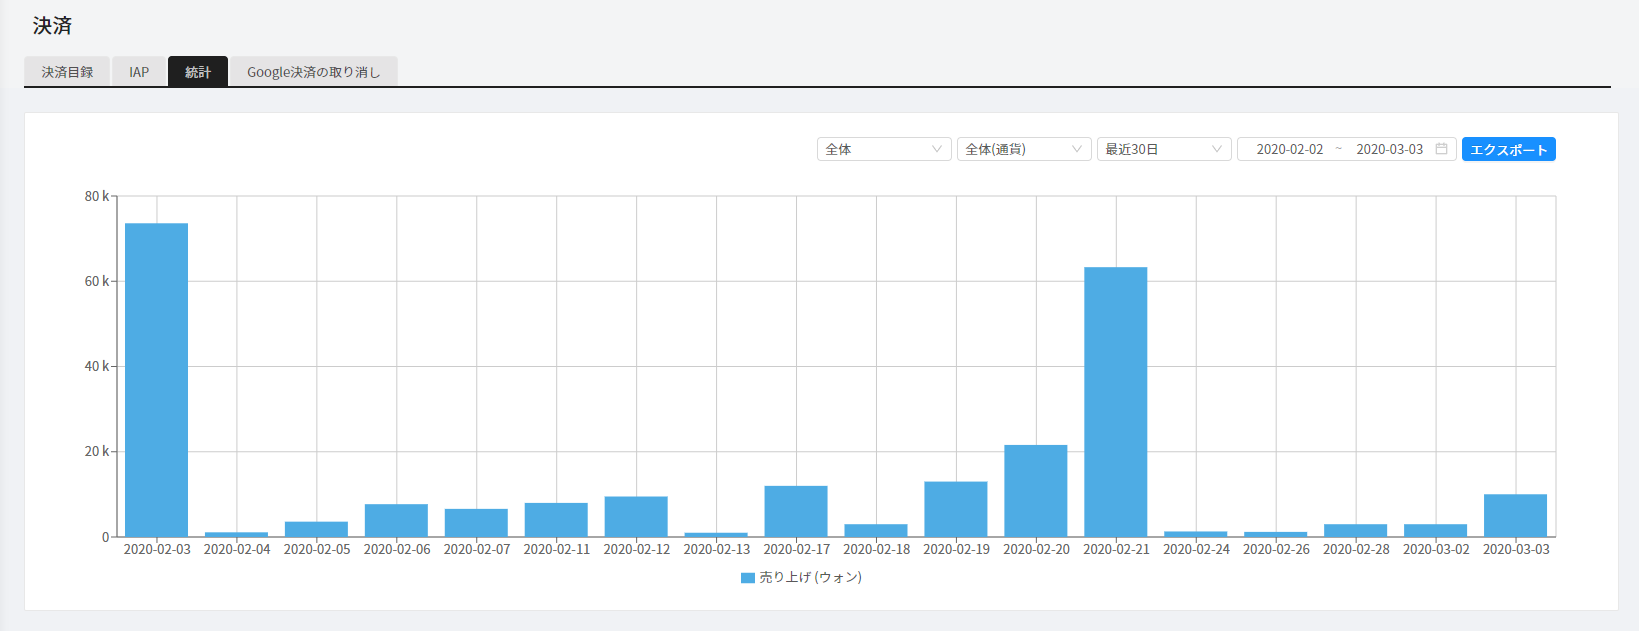 決済
決済目録 IAP 統計 Google決済の取り消し
全体 全体(通貨) 最近30日 2020-02-02 ~ 2020-03-03 エクスポート
80 k
60 k
40 k
20 k
0
2020-02-03 2020-02-04 2020-02-05 2020-02-06 2020-02-07 2020-02-11 2020-02-12 2020-02-13 2020-02-17 2020-02-18 2020-02-19 2020-02-20 2020-02-21 2020-02-24 2020-02-26 2020-02-28 2020-03-02 2020-03-03
売り上げ (ウォン)